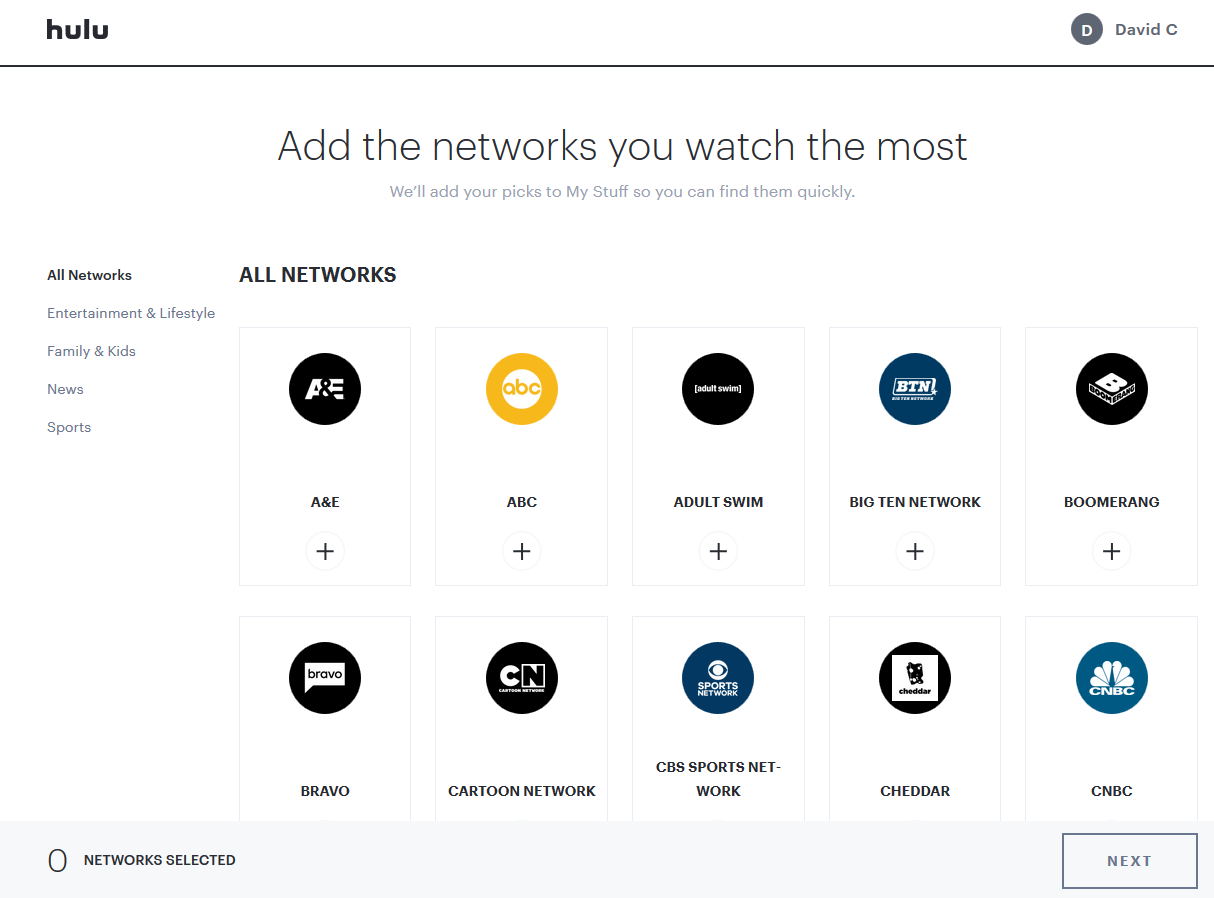 hulu
D David C
Add the networks you watch the most
We'll add your picks to My Stuff so you can find them quickly.
All Networks
Entertainment & Lifestyle
Family & Kids
News
Sports
ALL NETWORKS
A&E
abc
[adult swim]
BTN
BIG TEN NETWORK
B
BOOMERANG
A&E
ABC
ADULT SWIM
BIG TEN NETWORK
BOOMERANG
bravo
CN
CARTOON NETWORK
SPORTS
NETWORK
cheddar
CNBC
BRAVO
CARTOON NETWORK
CBS SPORTS NET-
WORK
CHEDDAR
CNBC
0 NETWORKS SELECTED
NEXT